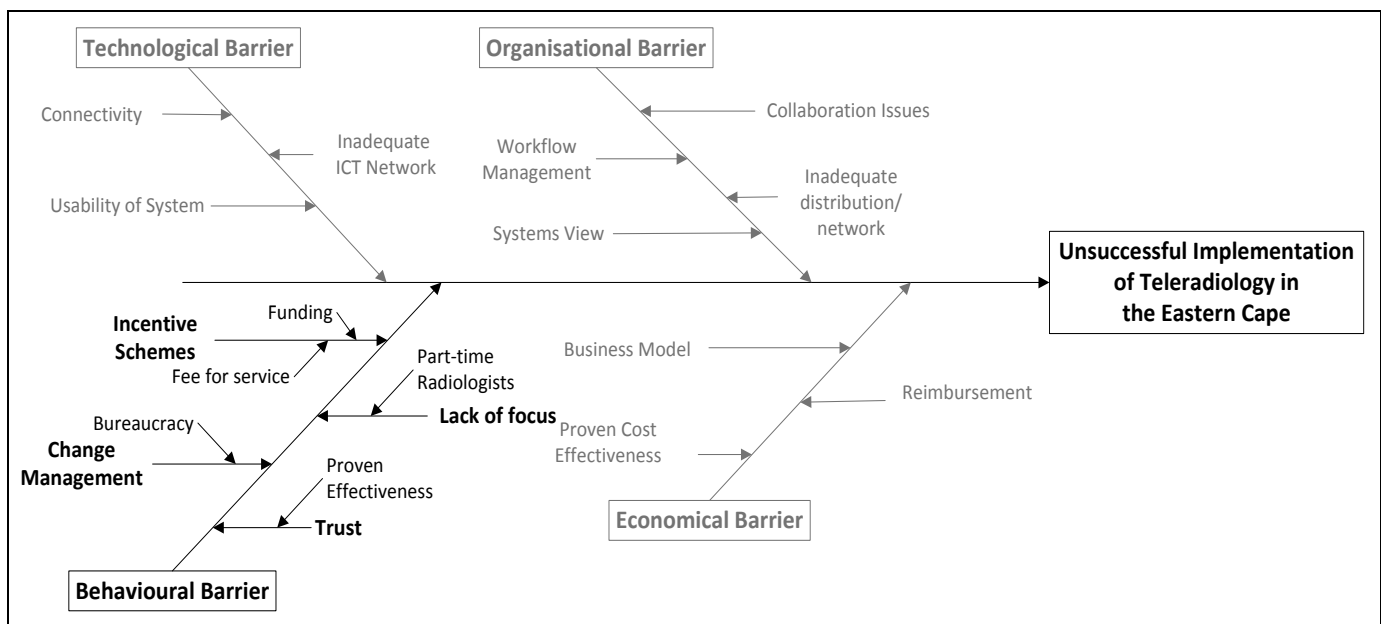 Technological Barrier
Organisational Barrier
Connectivity
Inadequate
ICT Network
Usability of System
Collaboration Issues
Workflow
Management
Inadequate
distribution/
network
Systems View
Unsuccessful Implementation
of Teleradiology in
the Eastern Cape
Incentive
Schemes
Funding
Fee for service
Part-time
Radiologists
Lack of focus
Bureaucracy
Change
Management
Proven
Effectiveness
Trust
Behavioural Barrier
Business Model
Reimbursement
Proven Cost
Effectiveness
Economical Barrier